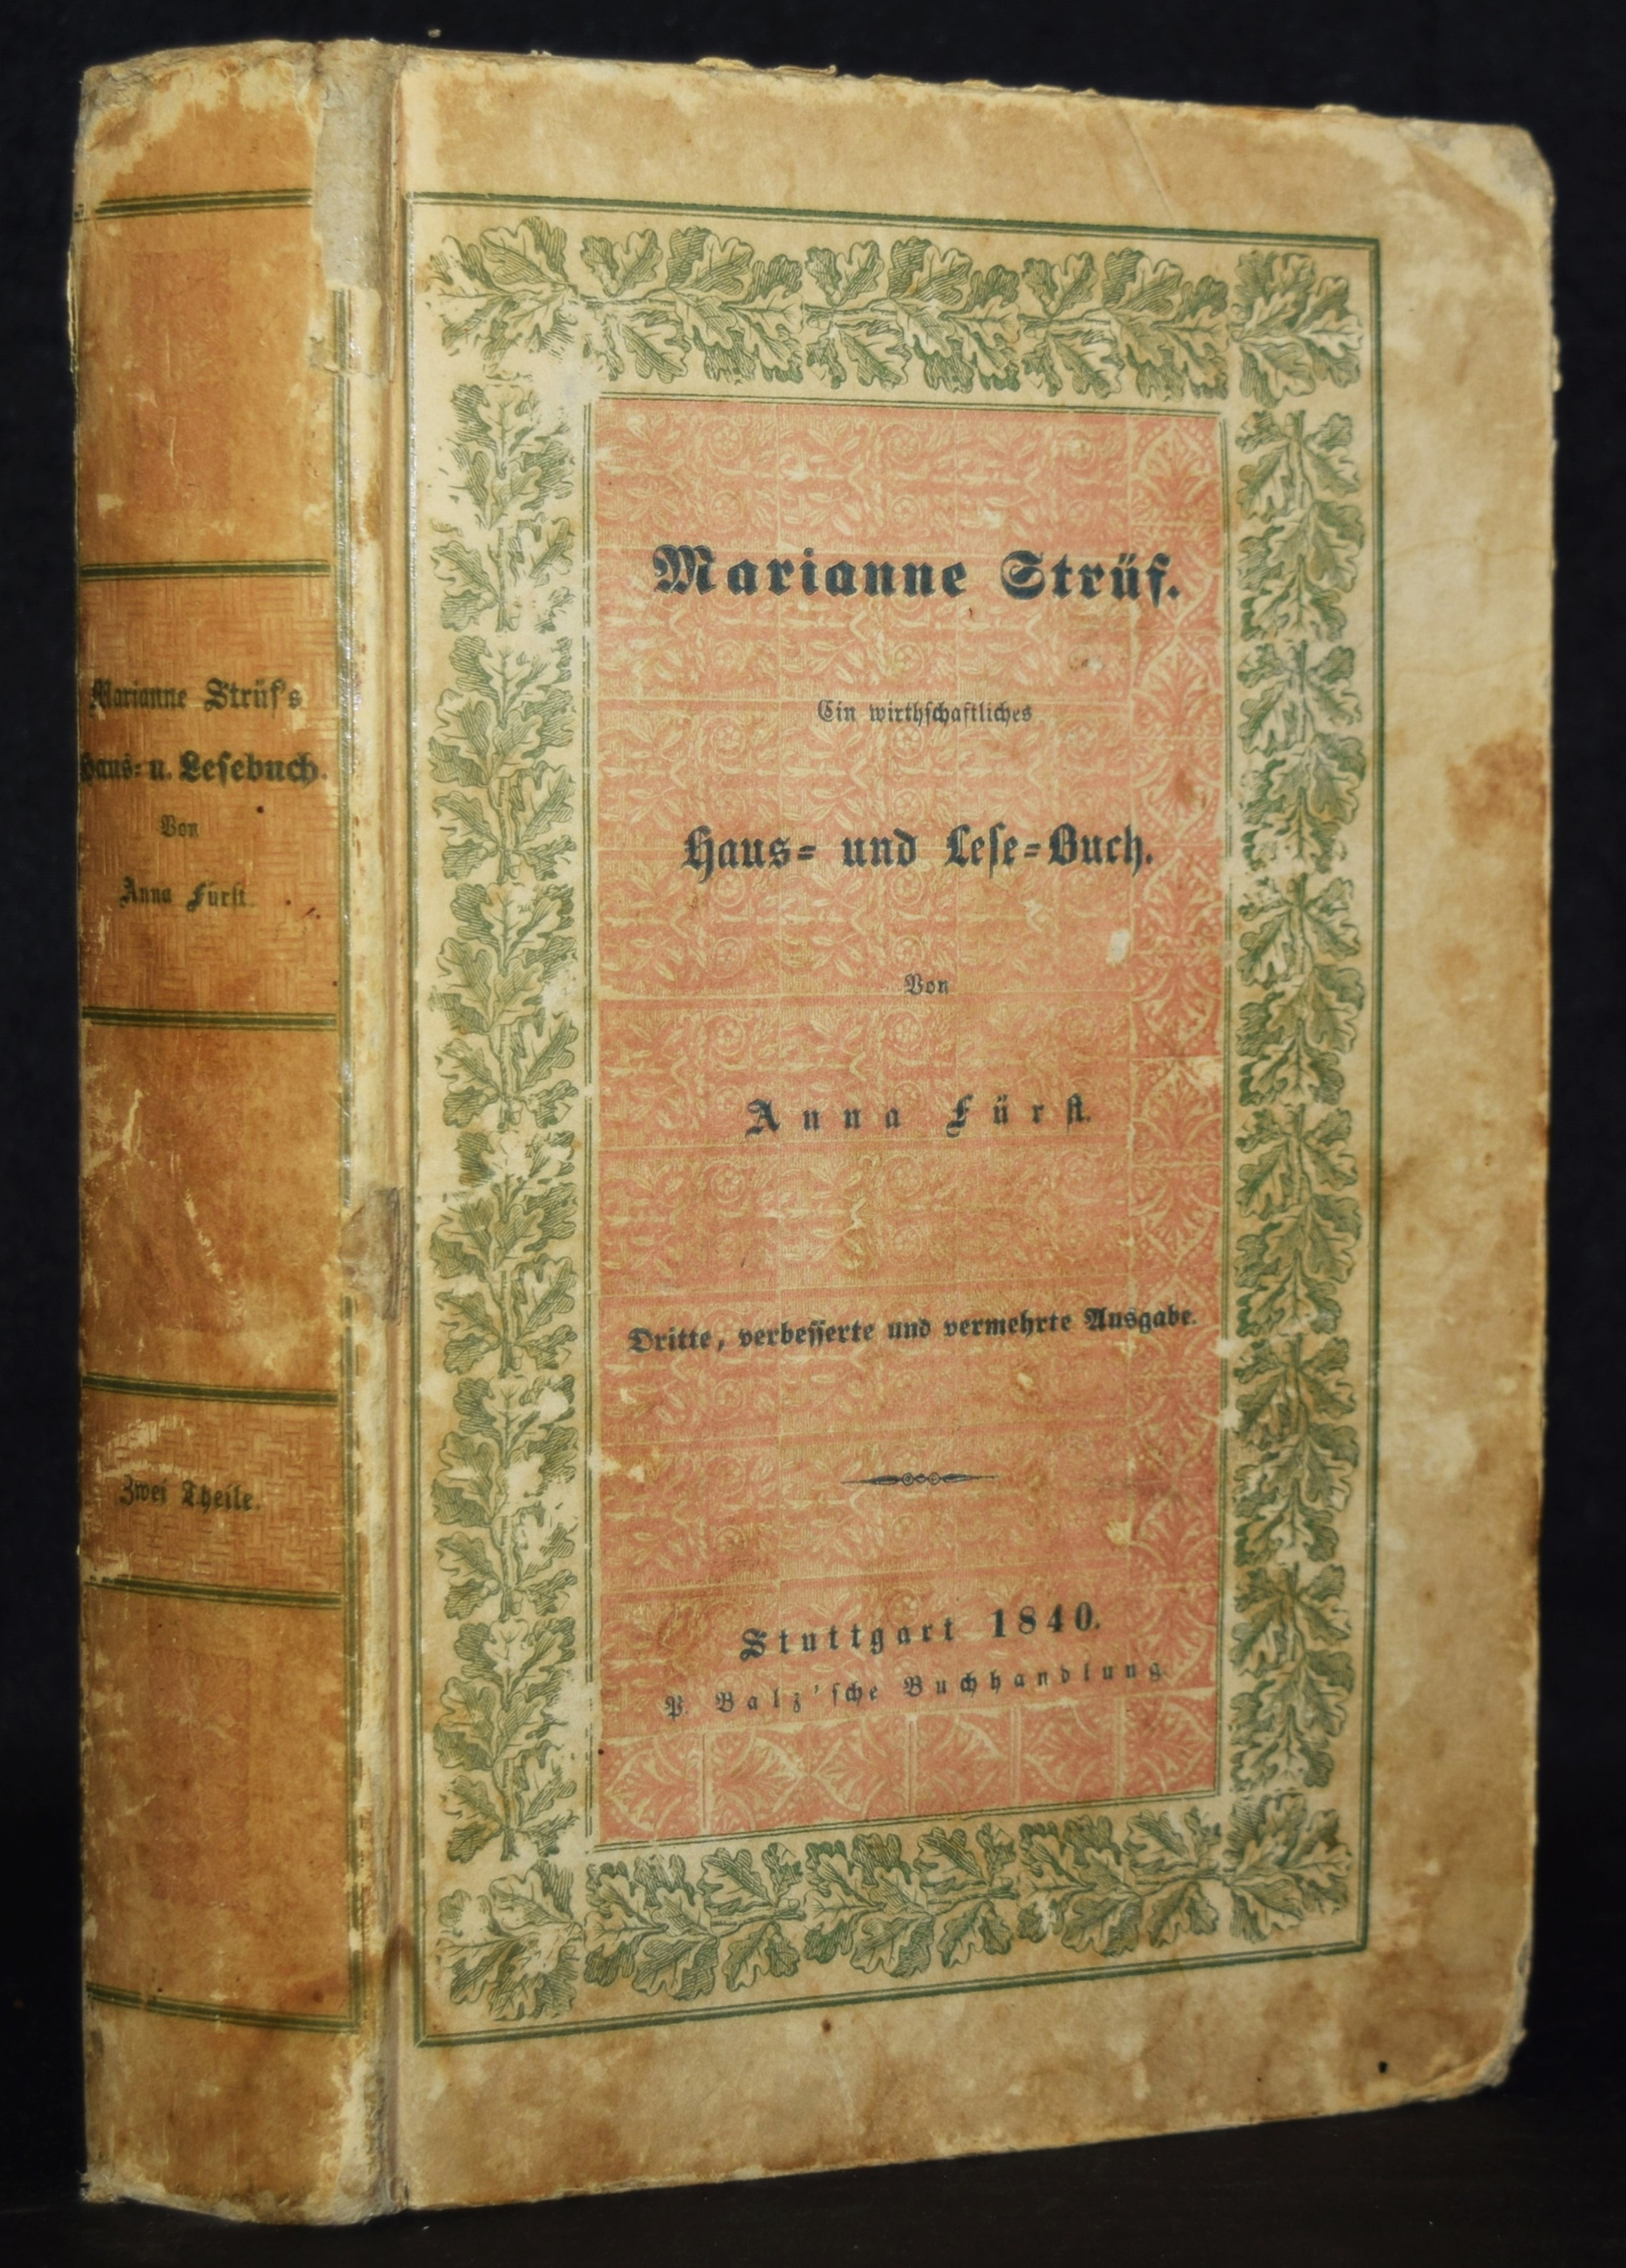 Marianne Strüf's
Haus- u. Lesebuch.
Von
Anna Fürst.
Zwei Theile.
Marianne Strüf.
Ein wirthschaftliches
Haus- und Lese-Buch.
Von
Anna Fürst.
Dritte, verbesserte und vermehrte Ausgabe.
Stuttgart 1840.
P. Balz'sche Buchhandlung.